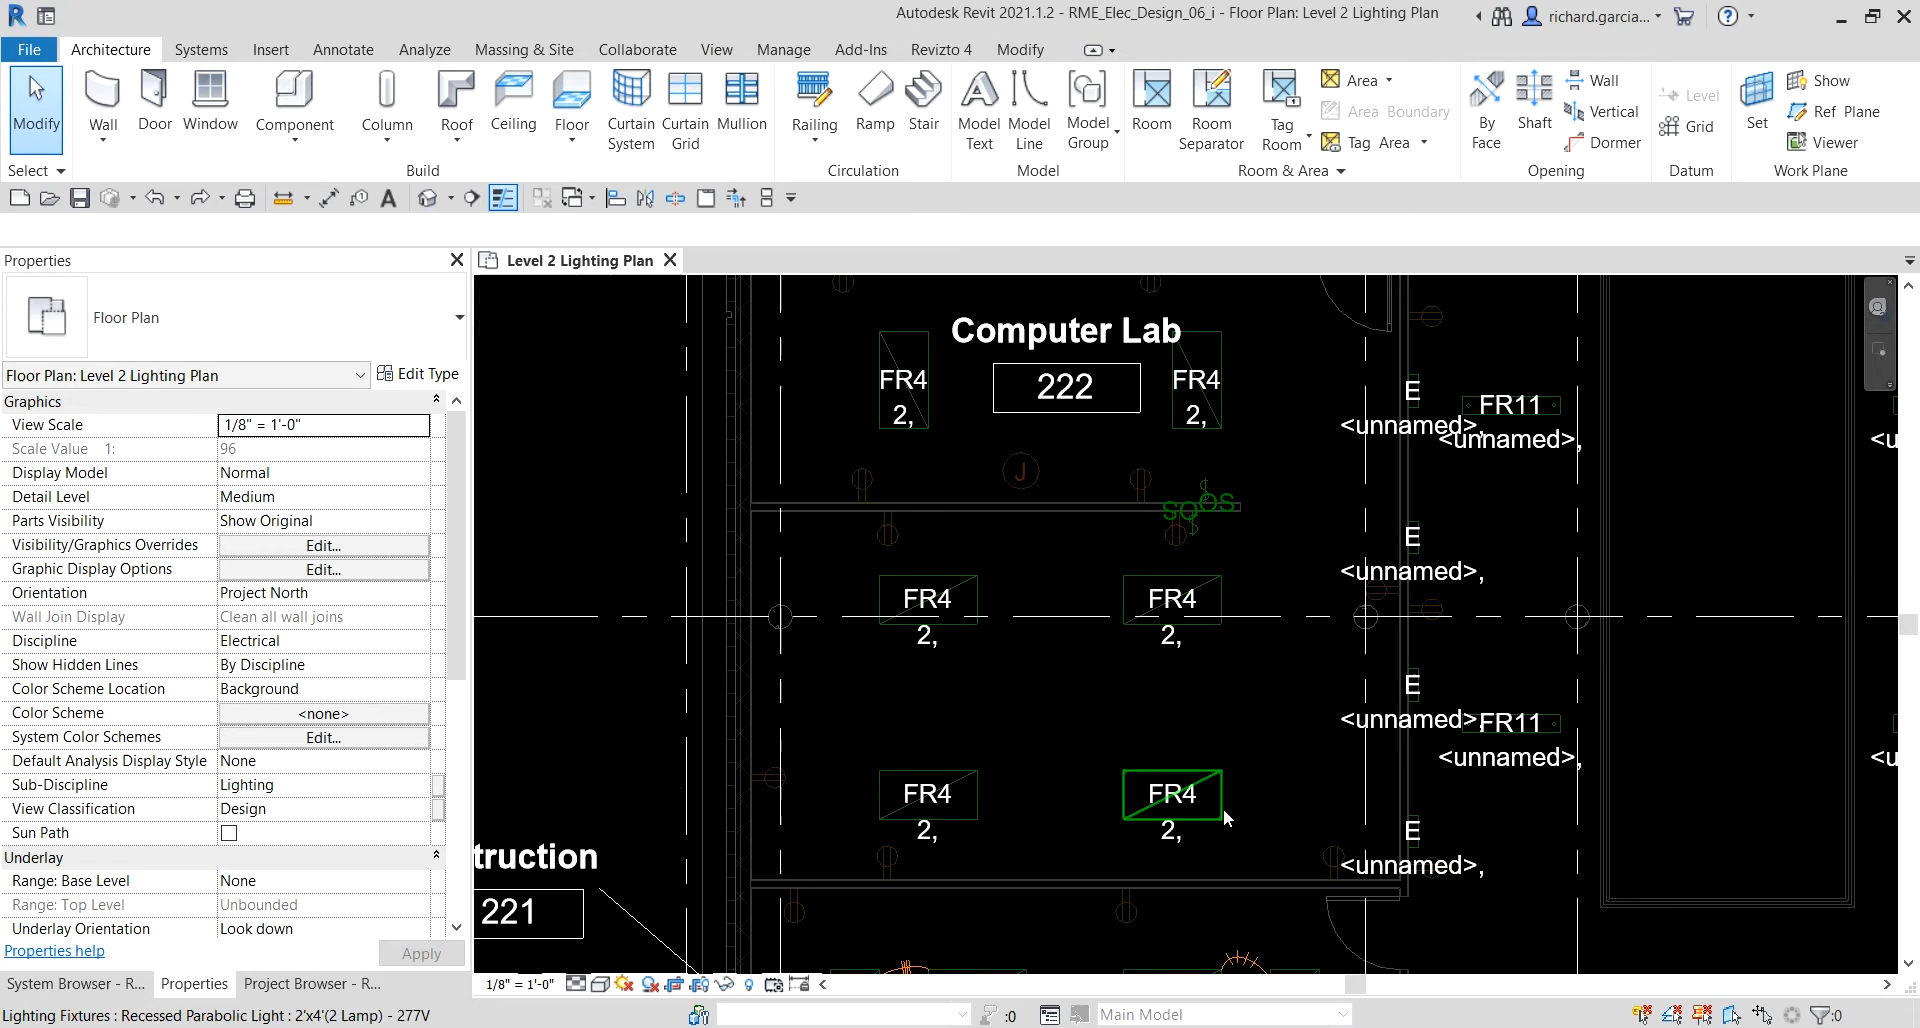 Autodesk Revit 2021.1.2 - RME_Elec_Design_06_i - Floor Plan: Level 2 Lighting Plan
richard.garcia...
File Architecture Systems Insert Annotate Analyze Massing & Site Collaborate View Manage Add-Ins Revizto 4 Modify
Modify
Wall
Door
Window
Component
Column
Roof
Ceiling
Floor
Curtain System
Curtain Grid
Mullion
Railing
Ramp
Stair
Model Text
Model Line
Model Group
Room
Room Separator
Tag Room
Area
Area Boundary
Tag Area
By Face
Shaft
Wall
Vertical
Dormer
Level
Grid
Set
Show
Ref Plane
Viewer
Select
Build
Circulation
Model
Room & Area
Opening
Datum
Work Plane
Properties
Level 2 Lighting Plan
Floor Plan
Floor Plan: Level 2 Lighting Plan
Edit Type
Graphics
View Scale 1/8" = 1'-0"
Scale Value 1: 96
Display Model Normal
Detail Level Medium
Parts Visibility Show Original
Visibility/Graphics Overrides Edit...
Graphic Display Options Edit...
Orientation Project North
Wall Join Display Clean all wall joins
Discipline Electrical
Show Hidden Lines By Discipline
Color Scheme Location Background
Color Scheme <none>
System Color Schemes Edit...
Default Analysis Display Style None
Sub-Discipline Lighting
View Classification Design
Sun Path
Underlay
Range: Base Level None
Range: Top Level Unbounded
Underlay Orientation Look down
Properties help
Apply
System Browser - R...
Properties
Project Browser - R...
Computer Lab
222
FR4
2,
FR4
2,
E
<unnamed>,
FR11
<unnamed>,
<u
J
SO OS
E
<unnamed>,
FR4
2,
FR4
2,
E
<unnamed>,
FR11
<unnamed>,
<u
FR4
2,
FR4
2,
E
<unnamed>,
truction
221
1/8" = 1'-0"
Lighting Fixtures : Recessed Parabolic Light : 2'x4'(2 Lamp) - 277V
:0
Main Model
:0